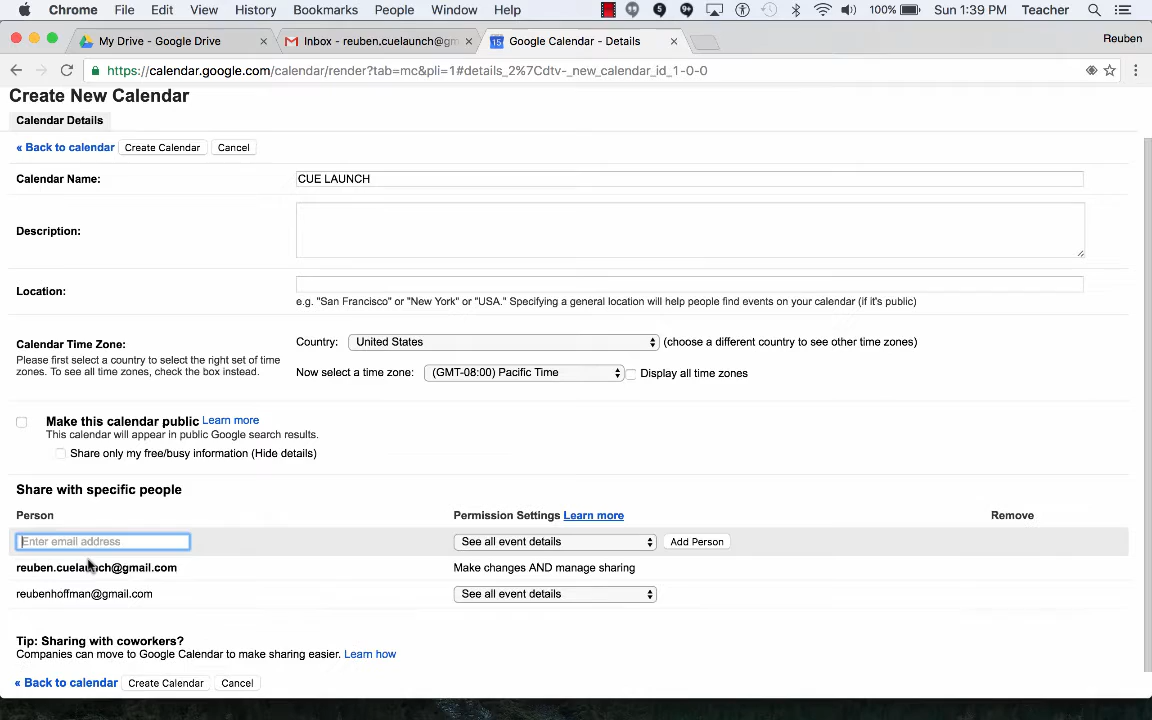 Chrome File Edit View History Bookmarks People Window Help 5 9+ 100% Sun 1:39 PM Teacher
My Drive - Google Drive Inbox - reuben.cuelaunch@gm 15 Google Calendar - Details Reuben
https://calendar.google.com/calendar/render?tab=mc&pli=1#details_2%7Cdtv-_new_calendar_id_1-0-0
Create New Calendar
Calendar Details
« Back to calendar Create Calendar Cancel
Calendar Name: CUE LAUNCH
Description:
Location:
e.g. "San Francisco" or "New York" or "USA." Specifying a general location will help people find events on your calendar (if it's public)
Calendar Time Zone: Country: United States (choose a different country to see other time zones)
Please first select a country to select the right set of time
zones. To see all time zones, check the box instead.
Now select a time zone: (GMT-08:00) Pacific Time Display all time zones
Make this calendar public Learn more
This calendar will appear in public Google search results.
Share only my free/busy information (Hide details)
Share with specific people
Person Permission Settings Learn more Remove
Enter email address See all event details Add Person
reuben.cuelaunch@gmail.com Make changes AND manage sharing
reubenhoffman@gmail.com See all event details
Tip: Sharing with coworkers?
Companies can move to Google Calendar to make sharing easier. Learn how
« Back to calendar Create Calendar Cancel